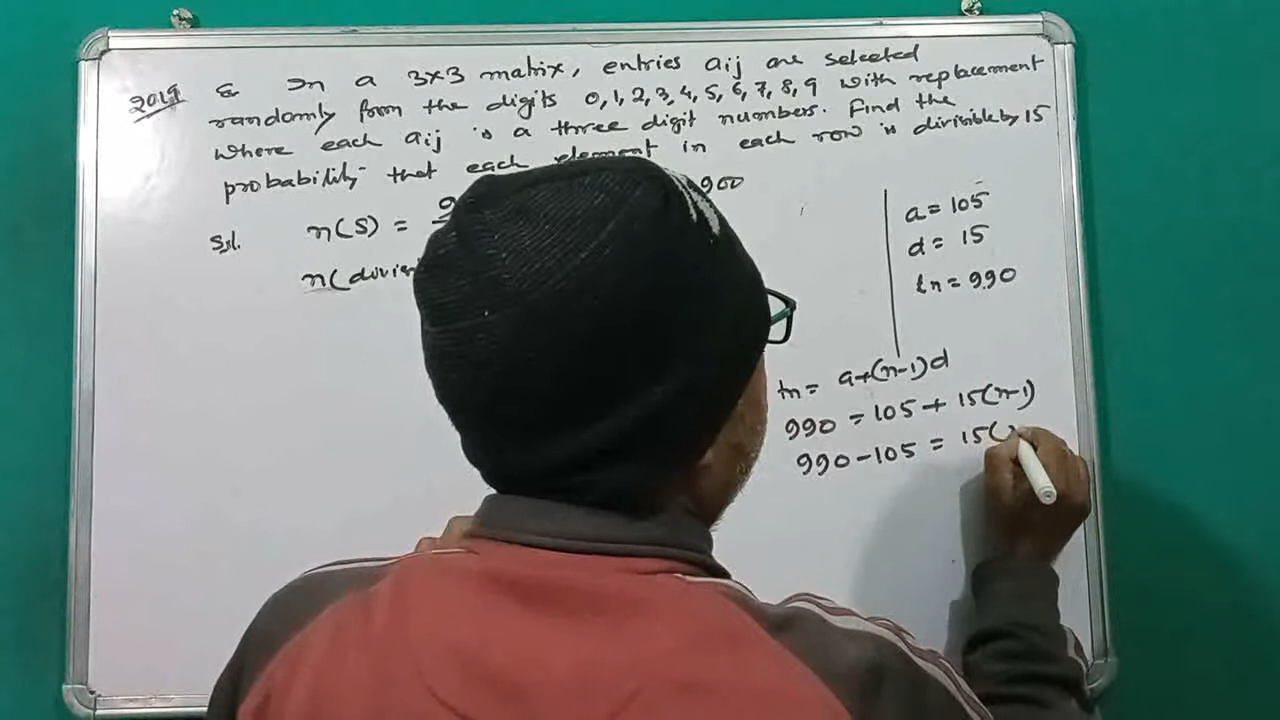 2019 Q In a 3x3 matrix, entries aij are selected
randomly from the digits 0,1,2,3,4,5,6,7,8,9 with replacement
where each aij is a three digit numbers. Find the
probability that each element in each row is divisible by 15
Sol. n(S) = 9 900
n(divisi
a = 105
d = 15
tn = 990
tn = a+(n-1)d
990 = 105 + 15(n-1)
990-105 = 15(